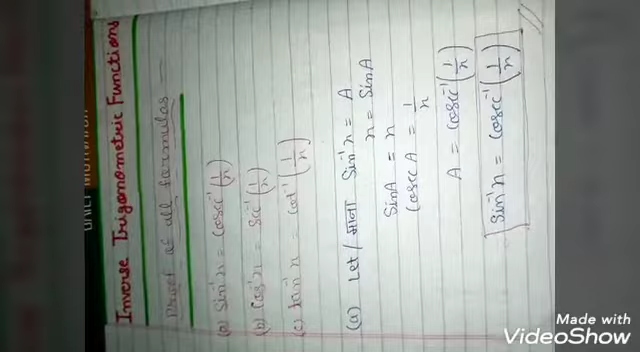 Inverse Trigonometric Functions
Proof of all formulas
(a) Sin⁻¹x = Cosec⁻¹(1/x)
(b) Cos⁻¹x = Sec⁻¹(1/x)
(c) tan⁻¹x = Cot⁻¹(1/x)
(a) Let / माना Sin⁻¹x = A
x = SinA
SinA = x
Cosec A = 1/x
A = Cosec⁻¹(1/x)
Sin⁻¹x = Cosec⁻¹(1/x)
Made with
VideoShow